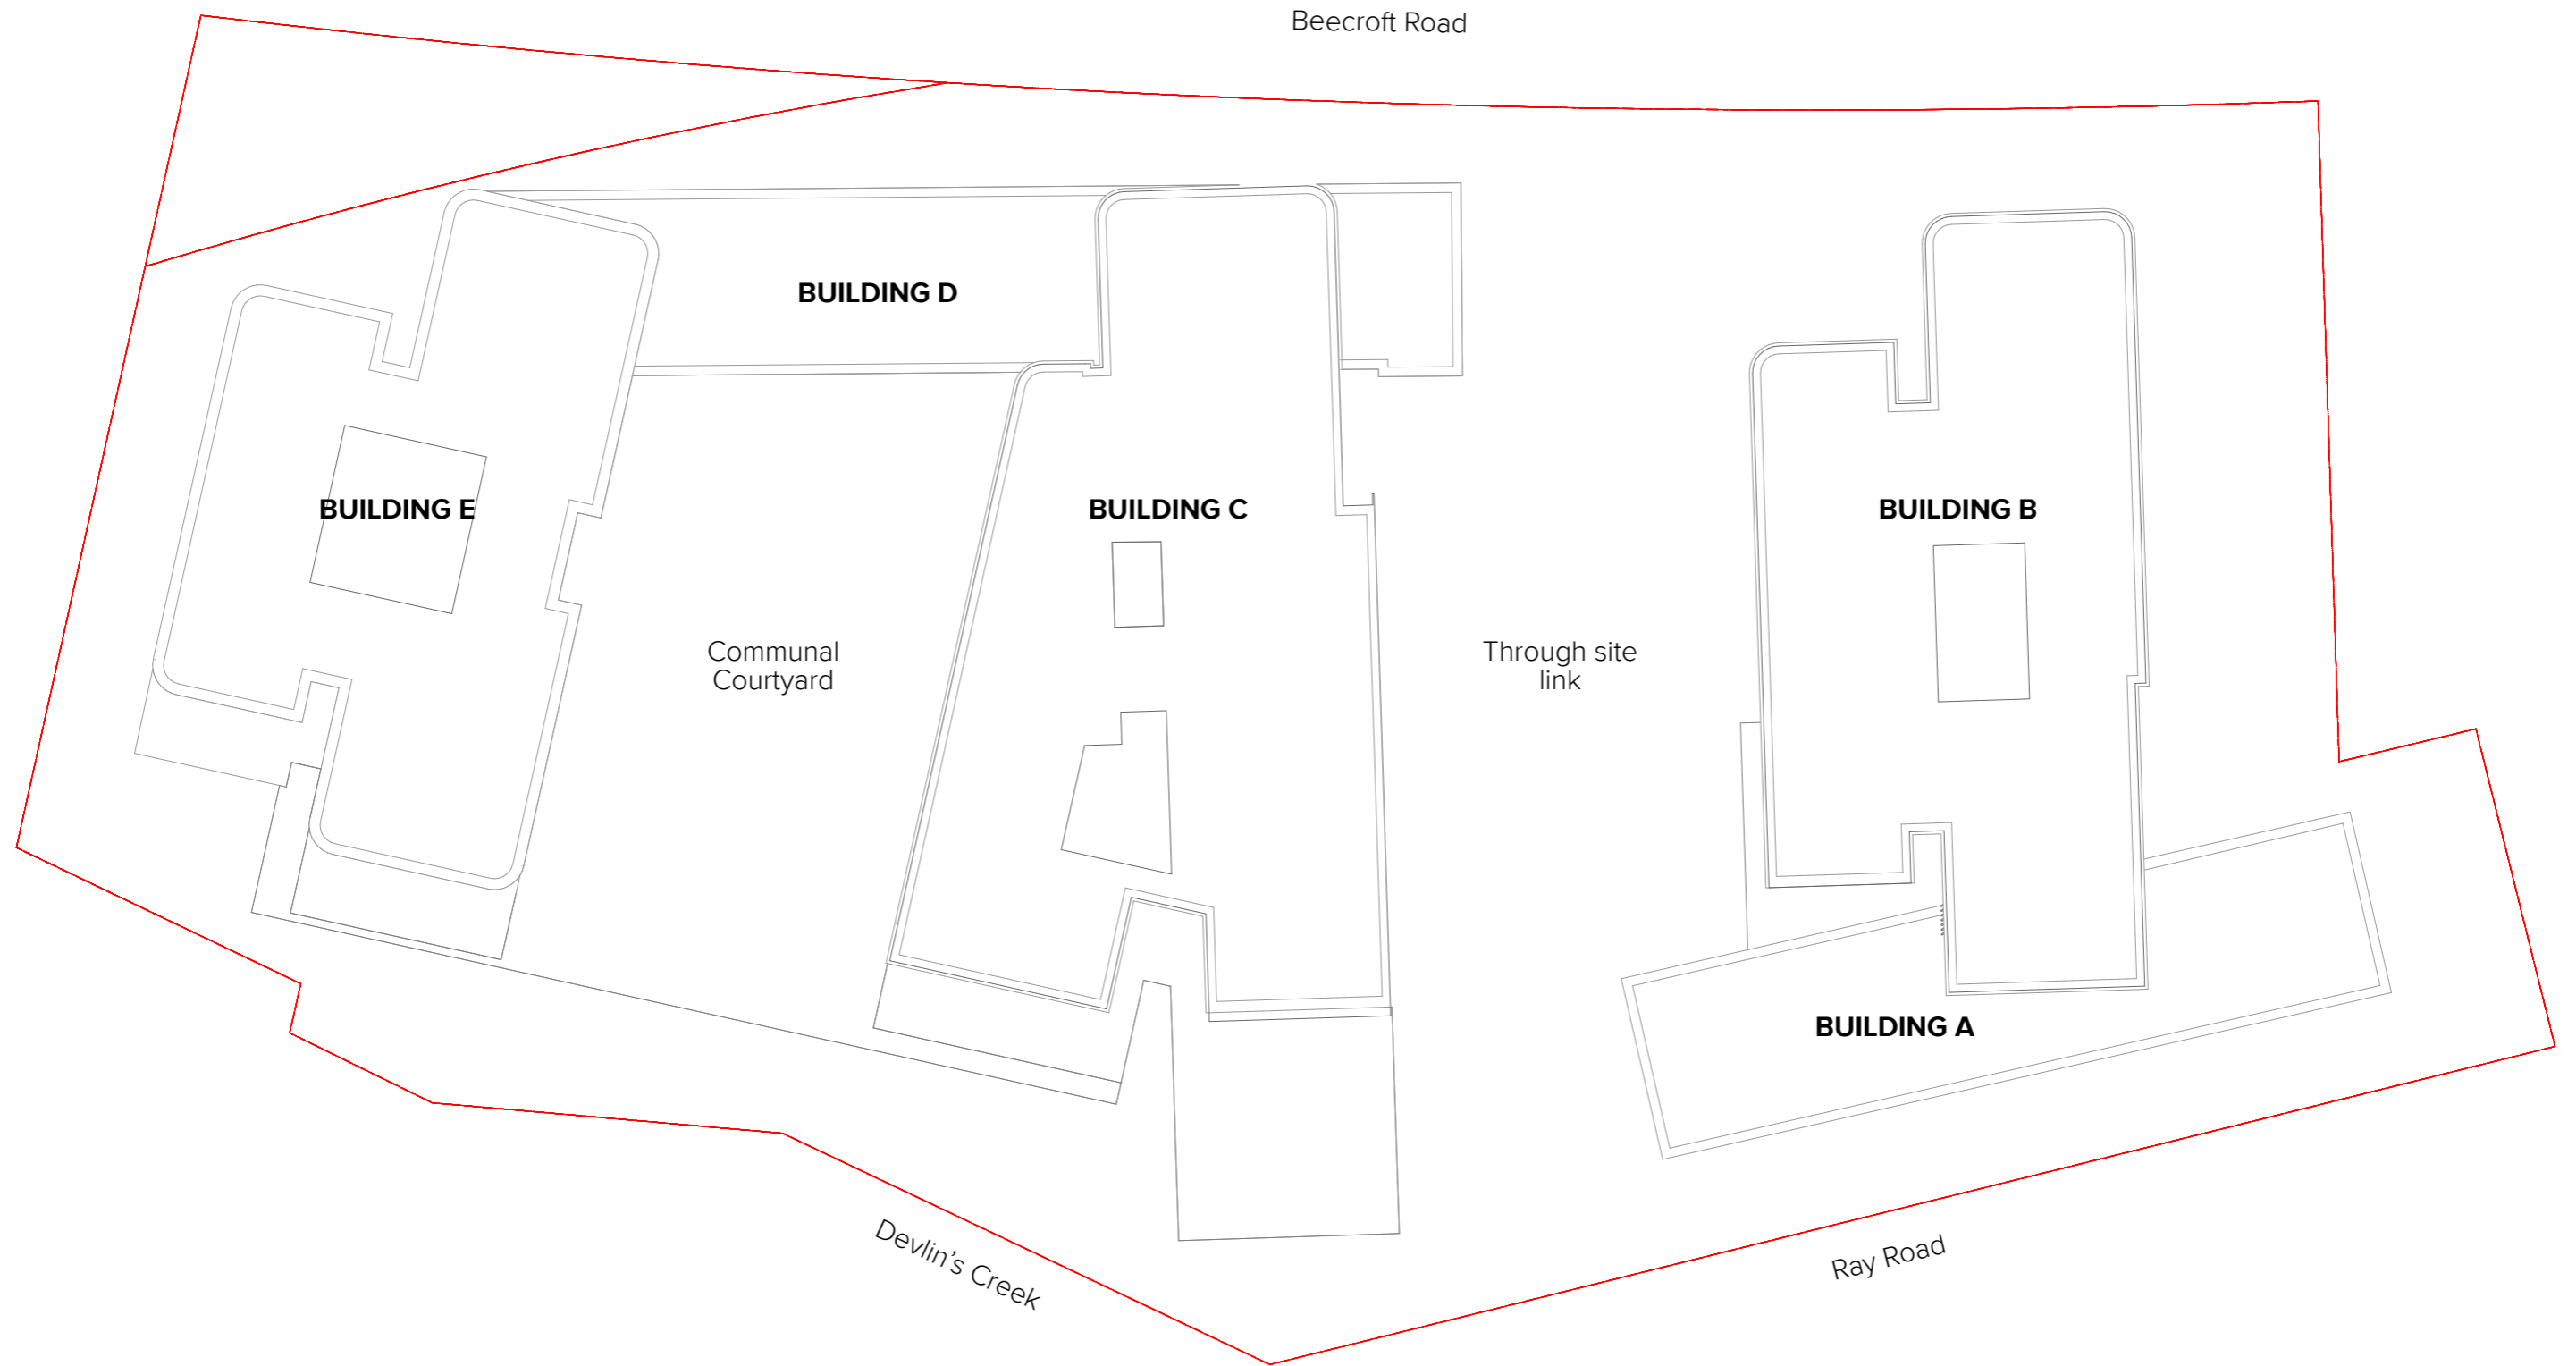 Beecroft Road
BUILDING D
BUILDING E
BUILDING C
BUILDING B
Communal
Courtyard
Through site
link
BUILDING A
Devlin’s Creek
Ray Road